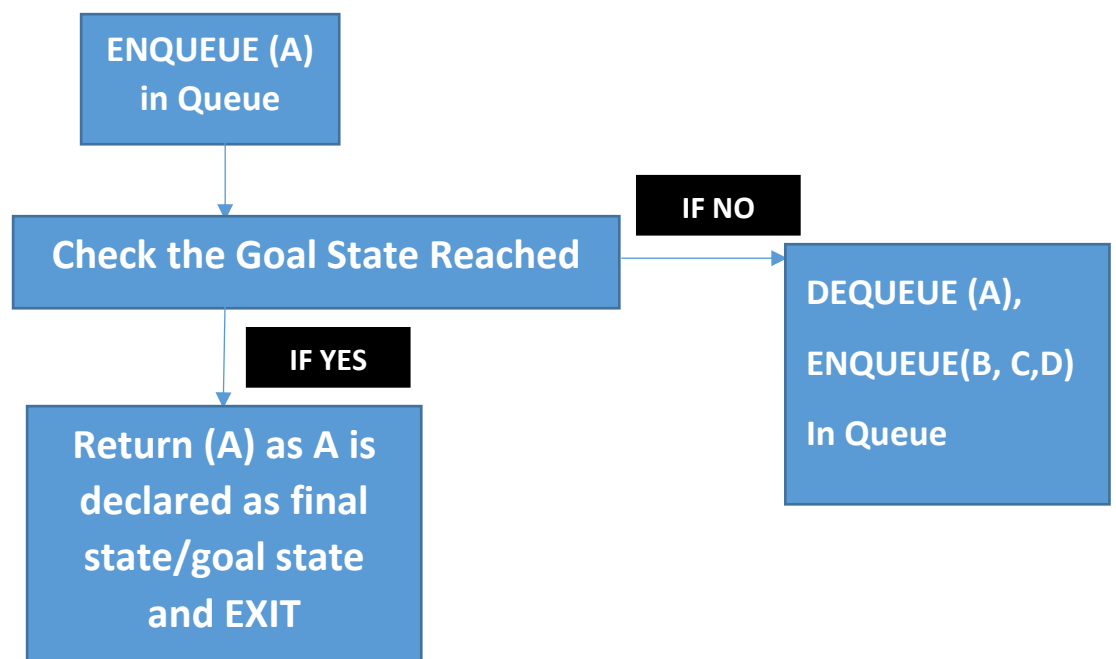 ENQUEUE (A)
in Queue
IF NO
Check the Goal State Reached
DEQUEUE (A),
ENQUEUE(B, C,D)
In Queue
IF YES
Return (A) as A is
declared as final
state/goal state
and EXIT